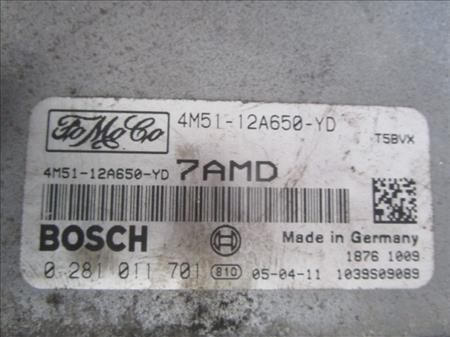 FoMoCo 4M51-12A650-YD
T5BVX
4M51-12A650-YD 7AMD
BOSCH Made in Germany
1876 1009
0 281 011 701 810 05-04-11 1039S09089